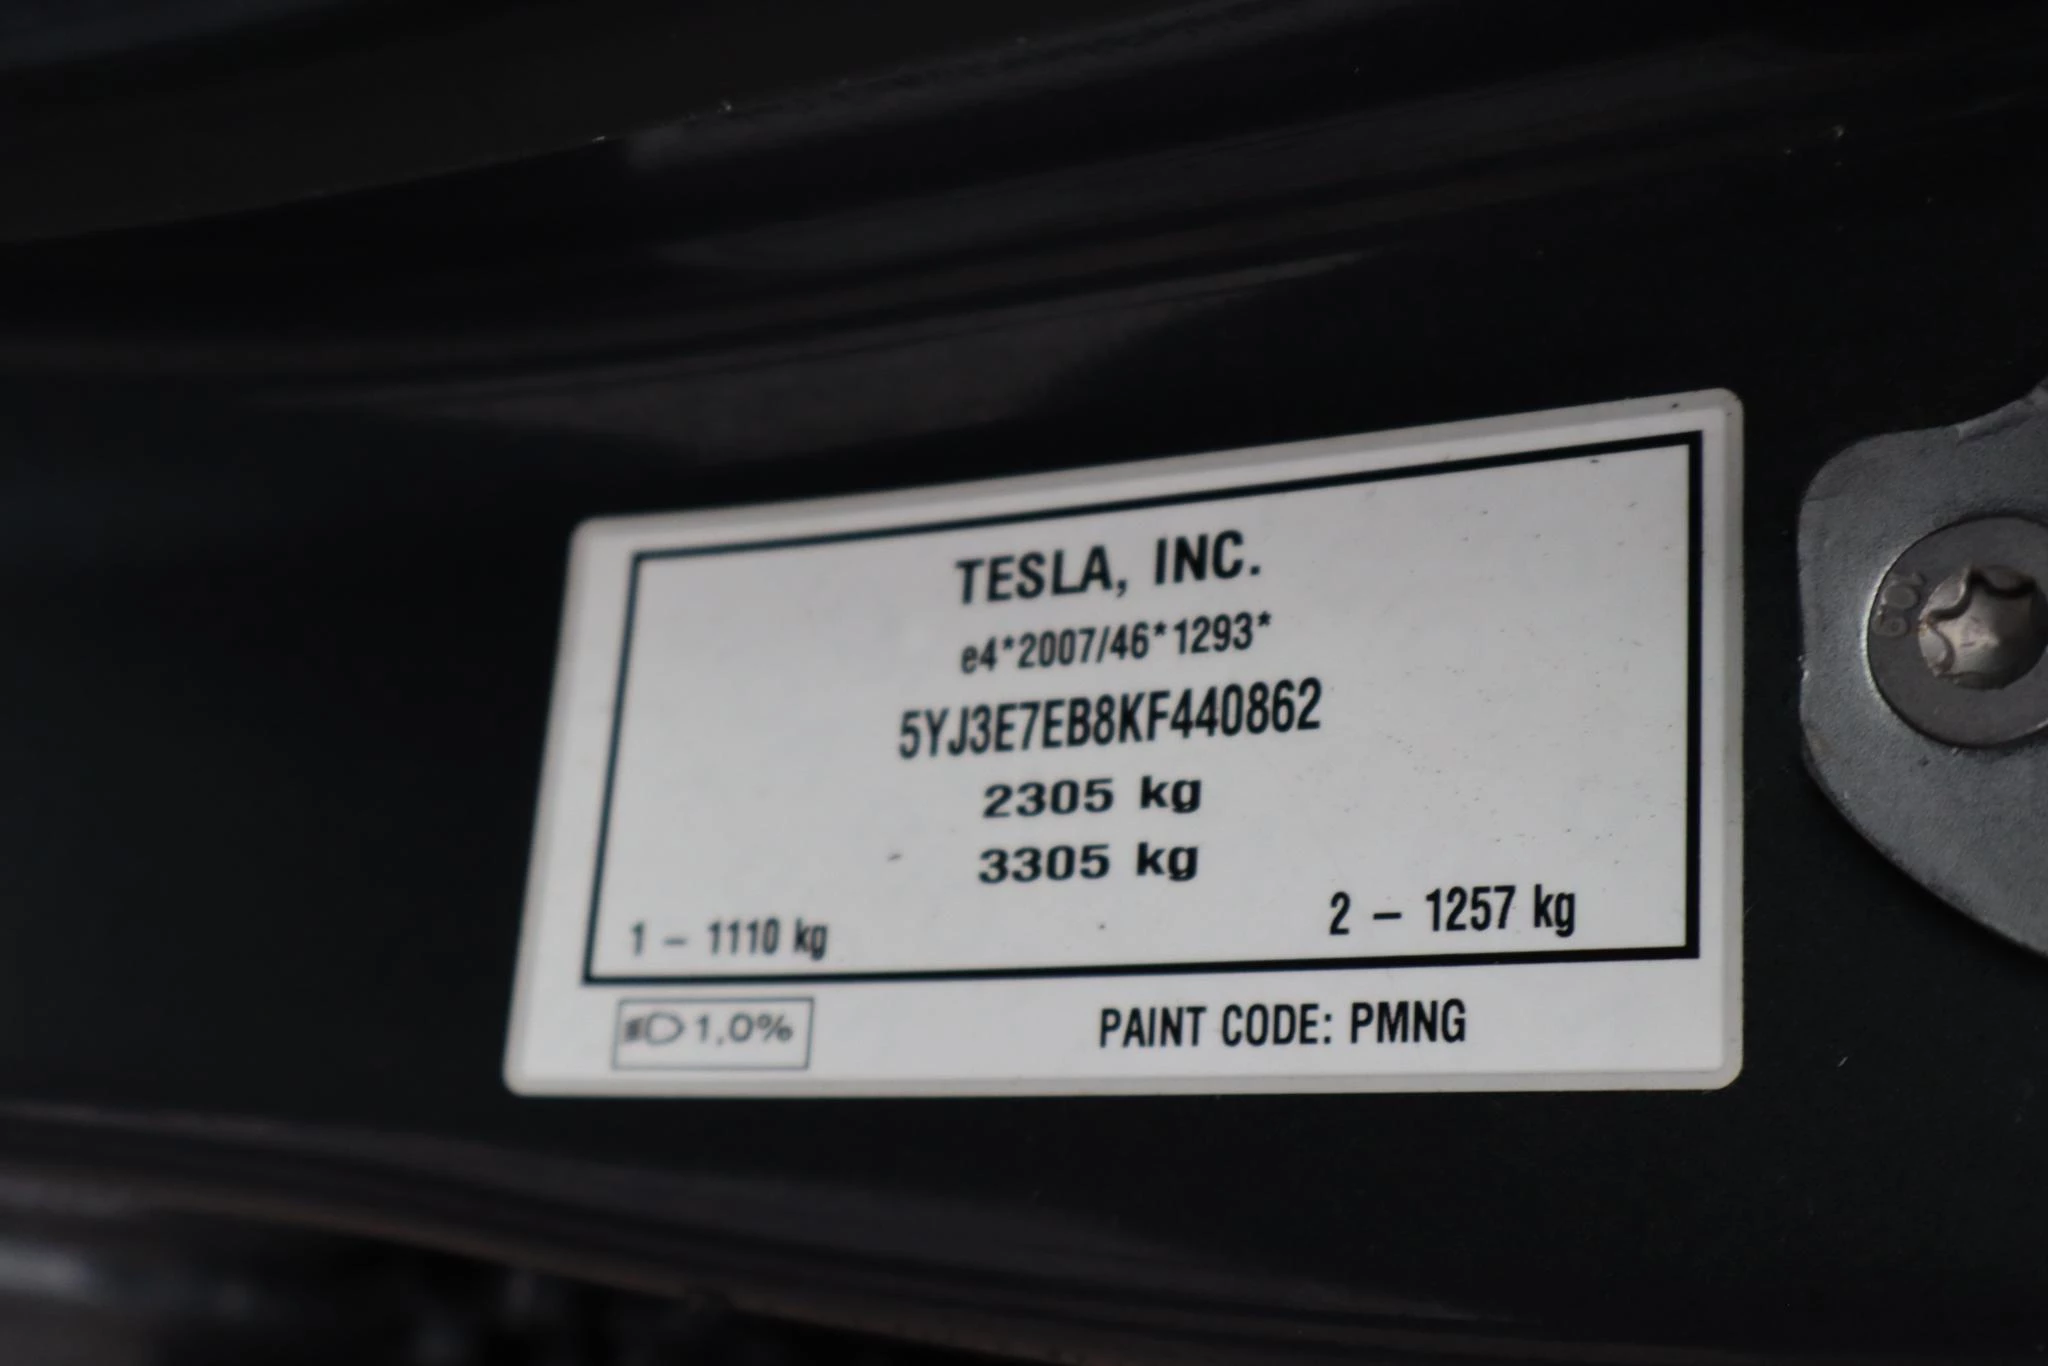 TESLA, INC.
e4*2007/46*1293*
5YJ3E7EB8KF440862
2305 kg
3305 kg
1 – 1110 kg
2 – 1257 kg
1,0%
PAINT CODE: PMNG